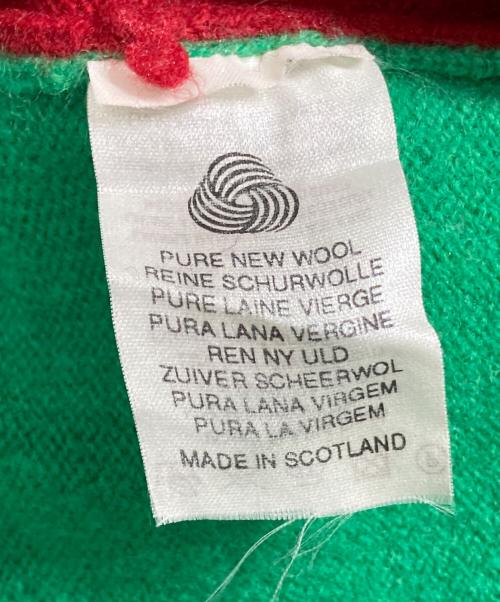 PURE NEW WOOL
REINE SCHURWOLLE
PURE LAINE VIERGE
PURA LANA VERGINE
REN NY ULD
ZUIVER SCHEERWOL
PURA LANA VIRGEM
PURA LA VIRGEM
MADE IN SCOTLAND